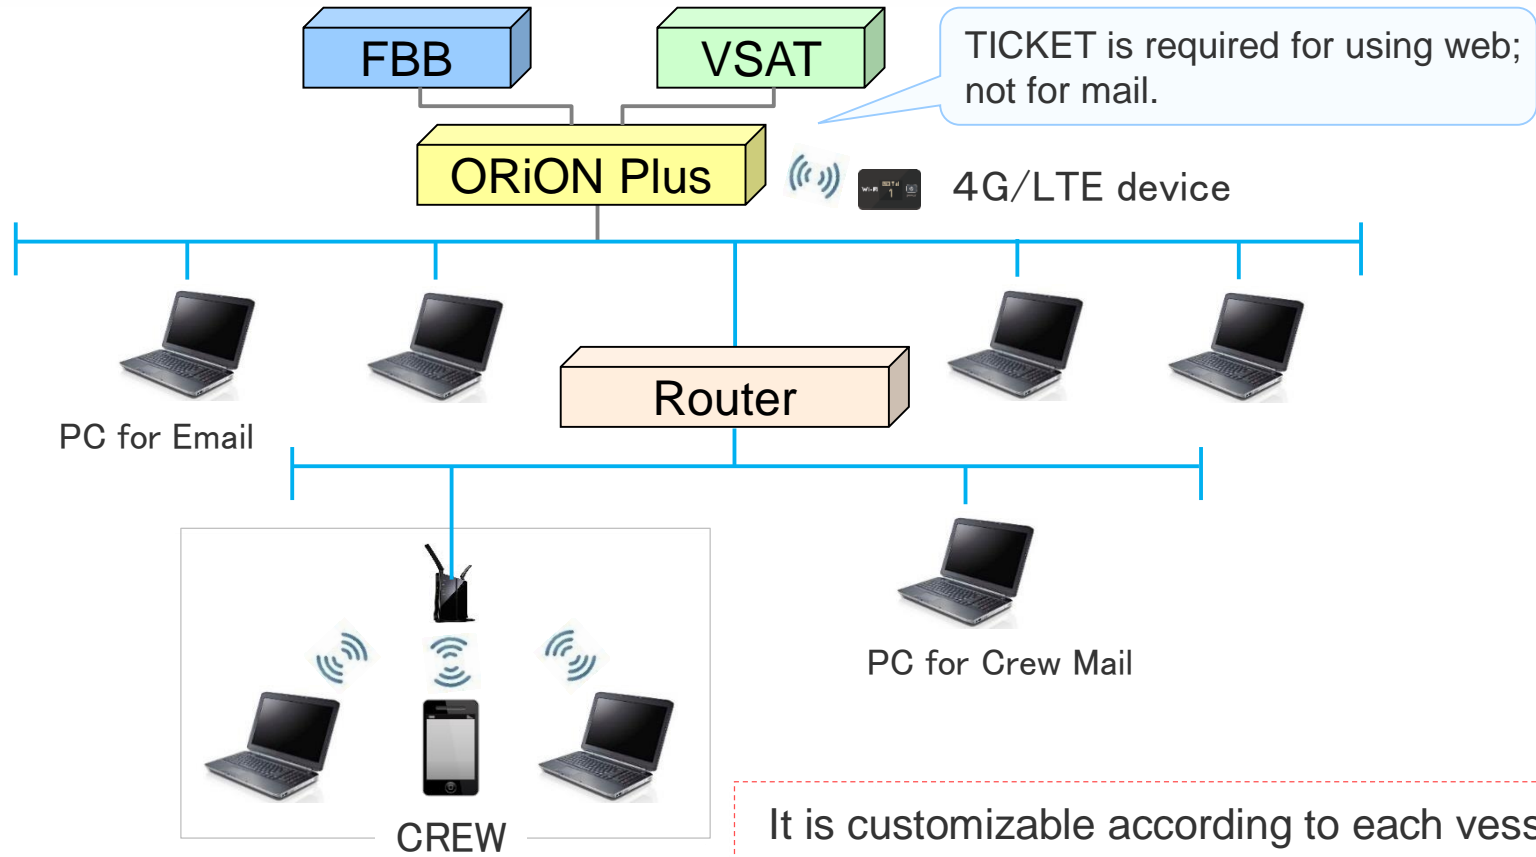 FBB
VSAT
TICKET is required for using web;
not for mail.
ORiON Plus
4G/LTE device
PC for Email
Router
PC for Crew Mail
CREW
It is customizable according to each vess